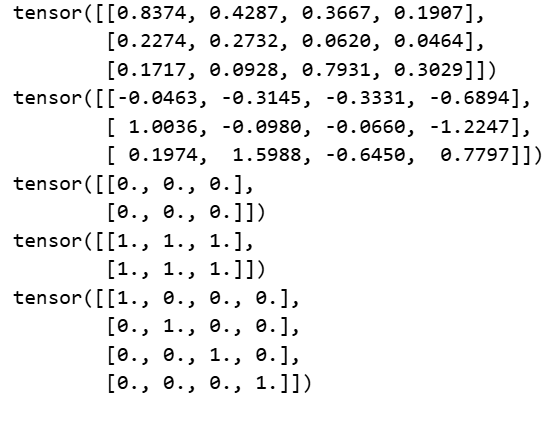 tensor([[0.8374, 0.4287, 0.3667, 0.1907],
        [0.2274, 0.2732, 0.0620, 0.0464],
        [0.1717, 0.0928, 0.7931, 0.3029]])
tensor([[-0.0463, -0.3145, -0.3331, -0.6894],
        [ 1.0036, -0.0980, -0.0660, -1.2247],
        [ 0.1974,  1.5988, -0.6450,  0.7797]])
tensor([[0., 0., 0.],
        [0., 0., 0.]])
tensor([[1., 1., 1.],
        [1., 1., 1.]])
tensor([[1., 0., 0., 0.],
        [0., 1., 0., 0.],
        [0., 0., 1., 0.],
        [0., 0., 0., 1.]])